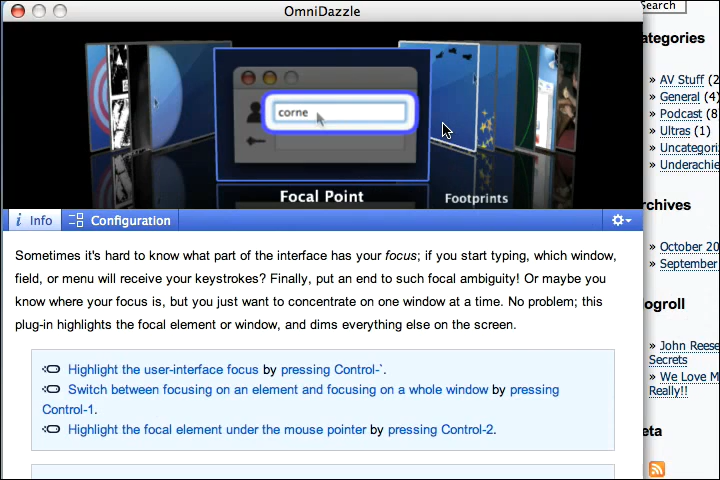 OmniDazzle
Search
corne
Focal Point
Footprints
Info
Configuration
Sometimes it's hard to know what part of the interface has your focus; if you start typing, which window,
field, or menu will receive your keystrokes? Finally, put an end to such focal ambiguity! Or maybe you
know where your focus is, but you just want to concentrate on one window at a time. No problem; this
plug-in highlights the focal element or window, and dims everything else on the screen.
Highlight the user-interface focus by pressing Control-`.
Switch between focusing on an element and focusing on a whole window by pressing
Control-1.
Highlight the focal element under the mouse pointer by pressing Control-2.
ategories
» AV Stuff (2
» General (4)
» Podcast (8
» Ultras (1)
» Uncategori
» Underachie
rchives
» October 20
» September
logroll
» John Reese
Secrets
» We Love M
Really!!
eta